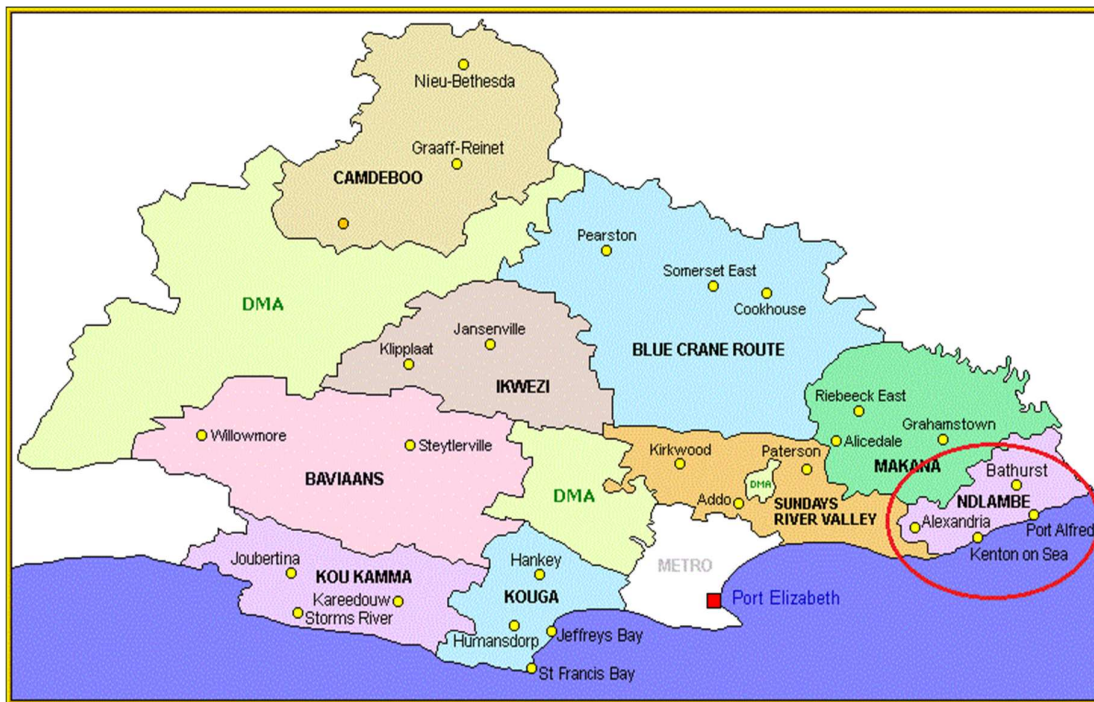 Nieu-Bethesda
Graaff-Reinet
CAMDEBOO
Pearston
Somerset East
Cookhouse
DMA
Jansenville
Klipplaat
BLUE CRANE ROUTE
IKWEZI
Riebeeck East
Grahamstown
Alicedale
Willowmore
Steytlerville
Kirkwood
Paterson
MAKANA
BAVIAANS
DMA
DMA
Addo
SUNDAYS
RIVER VALLEY
Bathurst
NDLAMBE
Alexandria
Port Alfred
Kenton on Sea
Joubertina
KOU KAMMA
Hankey
METRO
Kareedouw
KOUGA
Port Elizabeth
Storms River
Humansdorp
Jeffreys Bay
St Francis Bay